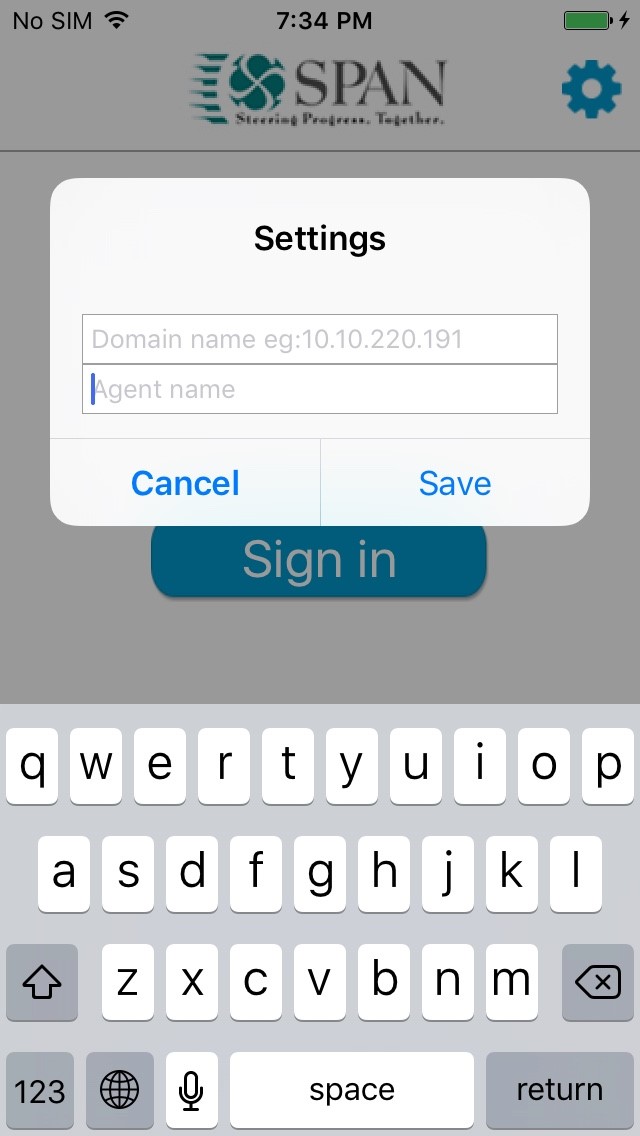 No SIM 7:34 PM
SPAN
Steering Progress. Together.
Settings
Domain name eg:10.10.220.191
Agent name
Cancel Save
Sign in
q w e r t y u i o p
a s d f g h j k l
z x c v b n m
123 space return